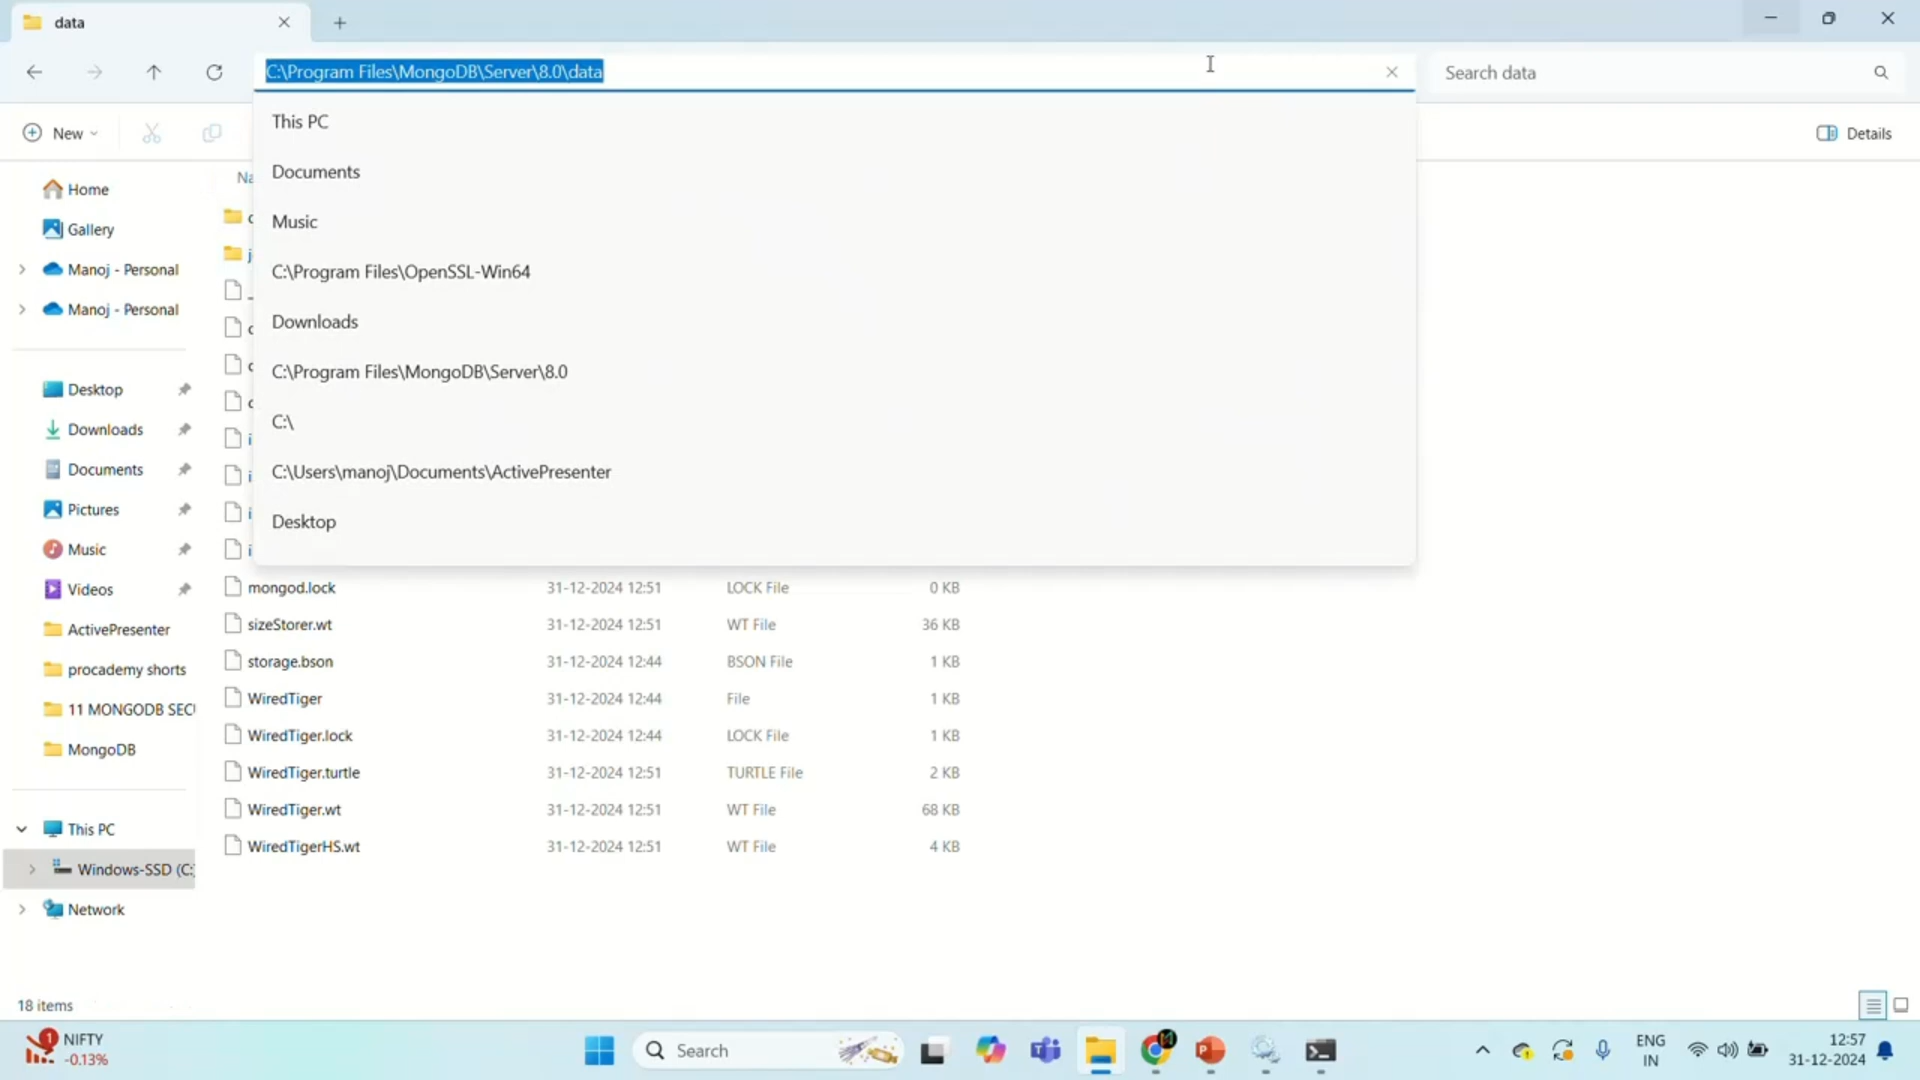 data
C:\Program Files\MongoDB\Server\8.0\data
Search data
New
Details
This PC
Documents
Music
C:\Program Files\OpenSSL-Win64
Downloads
C:\Program Files\MongoDB\Server\8.0
C:\
C:\Users\manoj\Documents\ActivePresenter
Desktop
Home
Gallery
Manoj - Personal
Manoj - Personal
Desktop
Downloads
Documents
Pictures
Music
Videos
ActivePresenter
procademy shorts
11 MONGODB SEC
MongoDB
This PC
Windows-SSD (C:)
Network
mongod.lock 31-12-2024 12:51 LOCK File 0 KB
sizeStorer.wt 31-12-2024 12:51 WT File 36 KB
storage.bson 31-12-2024 12:44 BSON File 1 KB
WiredTiger 31-12-2024 12:44 File 1 KB
WiredTiger.lock 31-12-2024 12:44 LOCK File 1 KB
WiredTiger.turtle 31-12-2024 12:51 TURTLE File 2 KB
WiredTiger.wt 31-12-2024 12:51 WT File 68 KB
WiredTigerHS.wt 31-12-2024 12:51 WT File 4 KB
18 items
1
NIFTY
-0.13%
Search
ENG
IN
12:57
31-12-2024